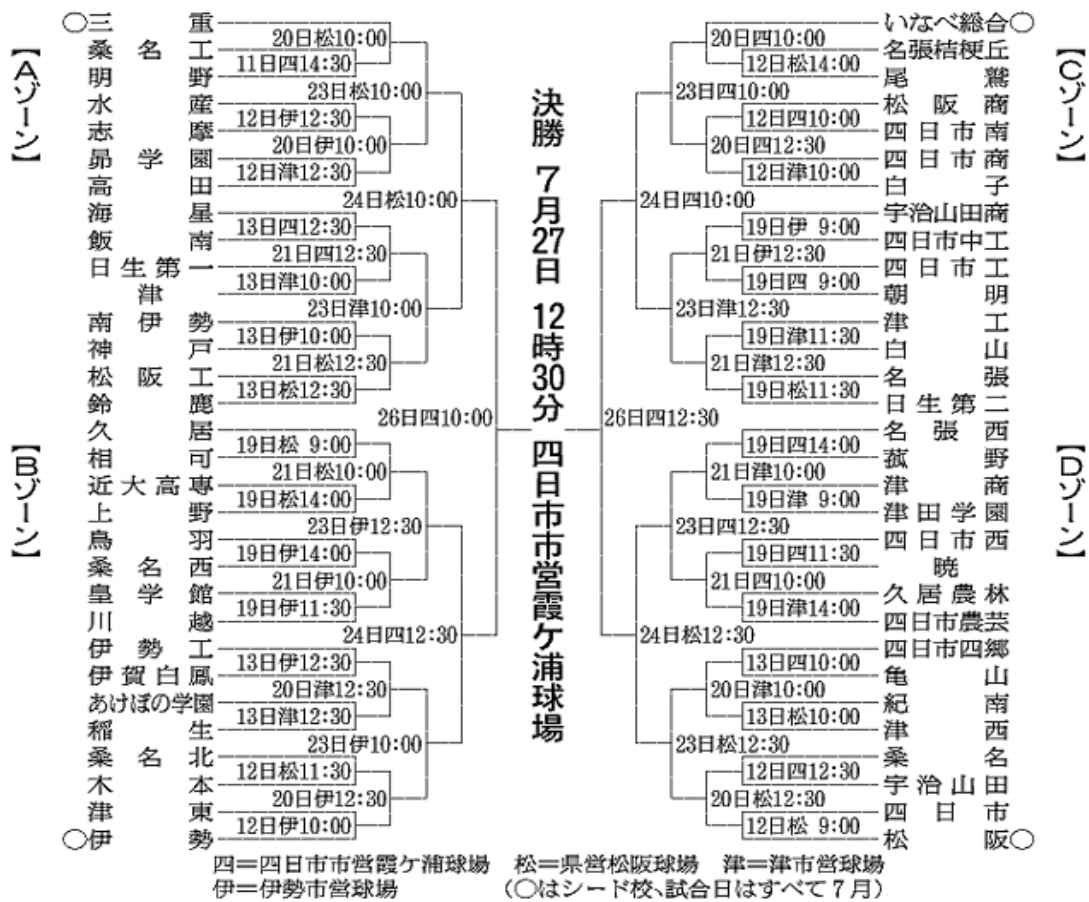 【Aゾーン】
○三重
桑名工
明野
水産
志摩
昴学園
高田
海星
飯南
日生第一
津
南伊勢
神戸
松阪工
鈴鹿
【Bゾーン】
久居
相可
近大高専
上野
鳥羽
桑名西
皇学館
川越
伊勢工
伊賀白鳳
あけぼの学園
稲生
桑名北
木本
津東
○伊勢
20日松10:00
11日四14:30
23日松10:00
12日伊12:30
20日伊10:00
12日津12:30
24日松10:00
13日四12:30
21日四12:30
13日津10:00
23日津10:00
13日伊10:00
21日松12:30
13日松12:30
26日四10:00
19日松 9:00
21日松10:00
19日松14:00
23日伊12:30
19日伊14:00
21日伊10:00
19日伊11:30
24日四12:30
13日伊12:30
20日津12:30
13日津12:30
23日伊10:00
12日松11:30
20日伊12:30
12日伊10:00
決勝 7月27日 12時30分 四日市市営霞ケ浦球場
20日四10:00
12日松14:00
23日四10:00
12日四10:00
20日四12:30
12日津10:00
24日四10:00
19日伊 9:00
21日伊12:30
19日四 9:00
23日津12:30
19日津11:30
21日津12:30
19日松11:30
26日四12:30
19日四14:00
21日津10:00
19日津 9:00
23日四12:30
19日四11:30
21日四10:00
19日津14:00
24日松12:30
13日四10:00
20日津10:00
13日松10:00
23日松12:30
12日四12:30
20日松12:30
12日松 9:00
【Cゾーン】
いなべ総合○
名張桔梗丘
尾鷲
松阪商
四日市南
四日市商
白子
宇治山田商
四日市中工
四日市工
朝明
津工
白山
名張
日生第二
【Dゾーン】
名張西
菰野
津商
津田学園
四日市西
暁
久居農林
四日市農芸
四日市四郷
亀山
紀南
津西
桑名
宇治山田
四日市
松阪○
四=四日市市営霞ケ浦球場 松=県営松阪球場 津=津市営球場
伊=伊勢市営球場 (○はシード校、試合日はすべて7月)